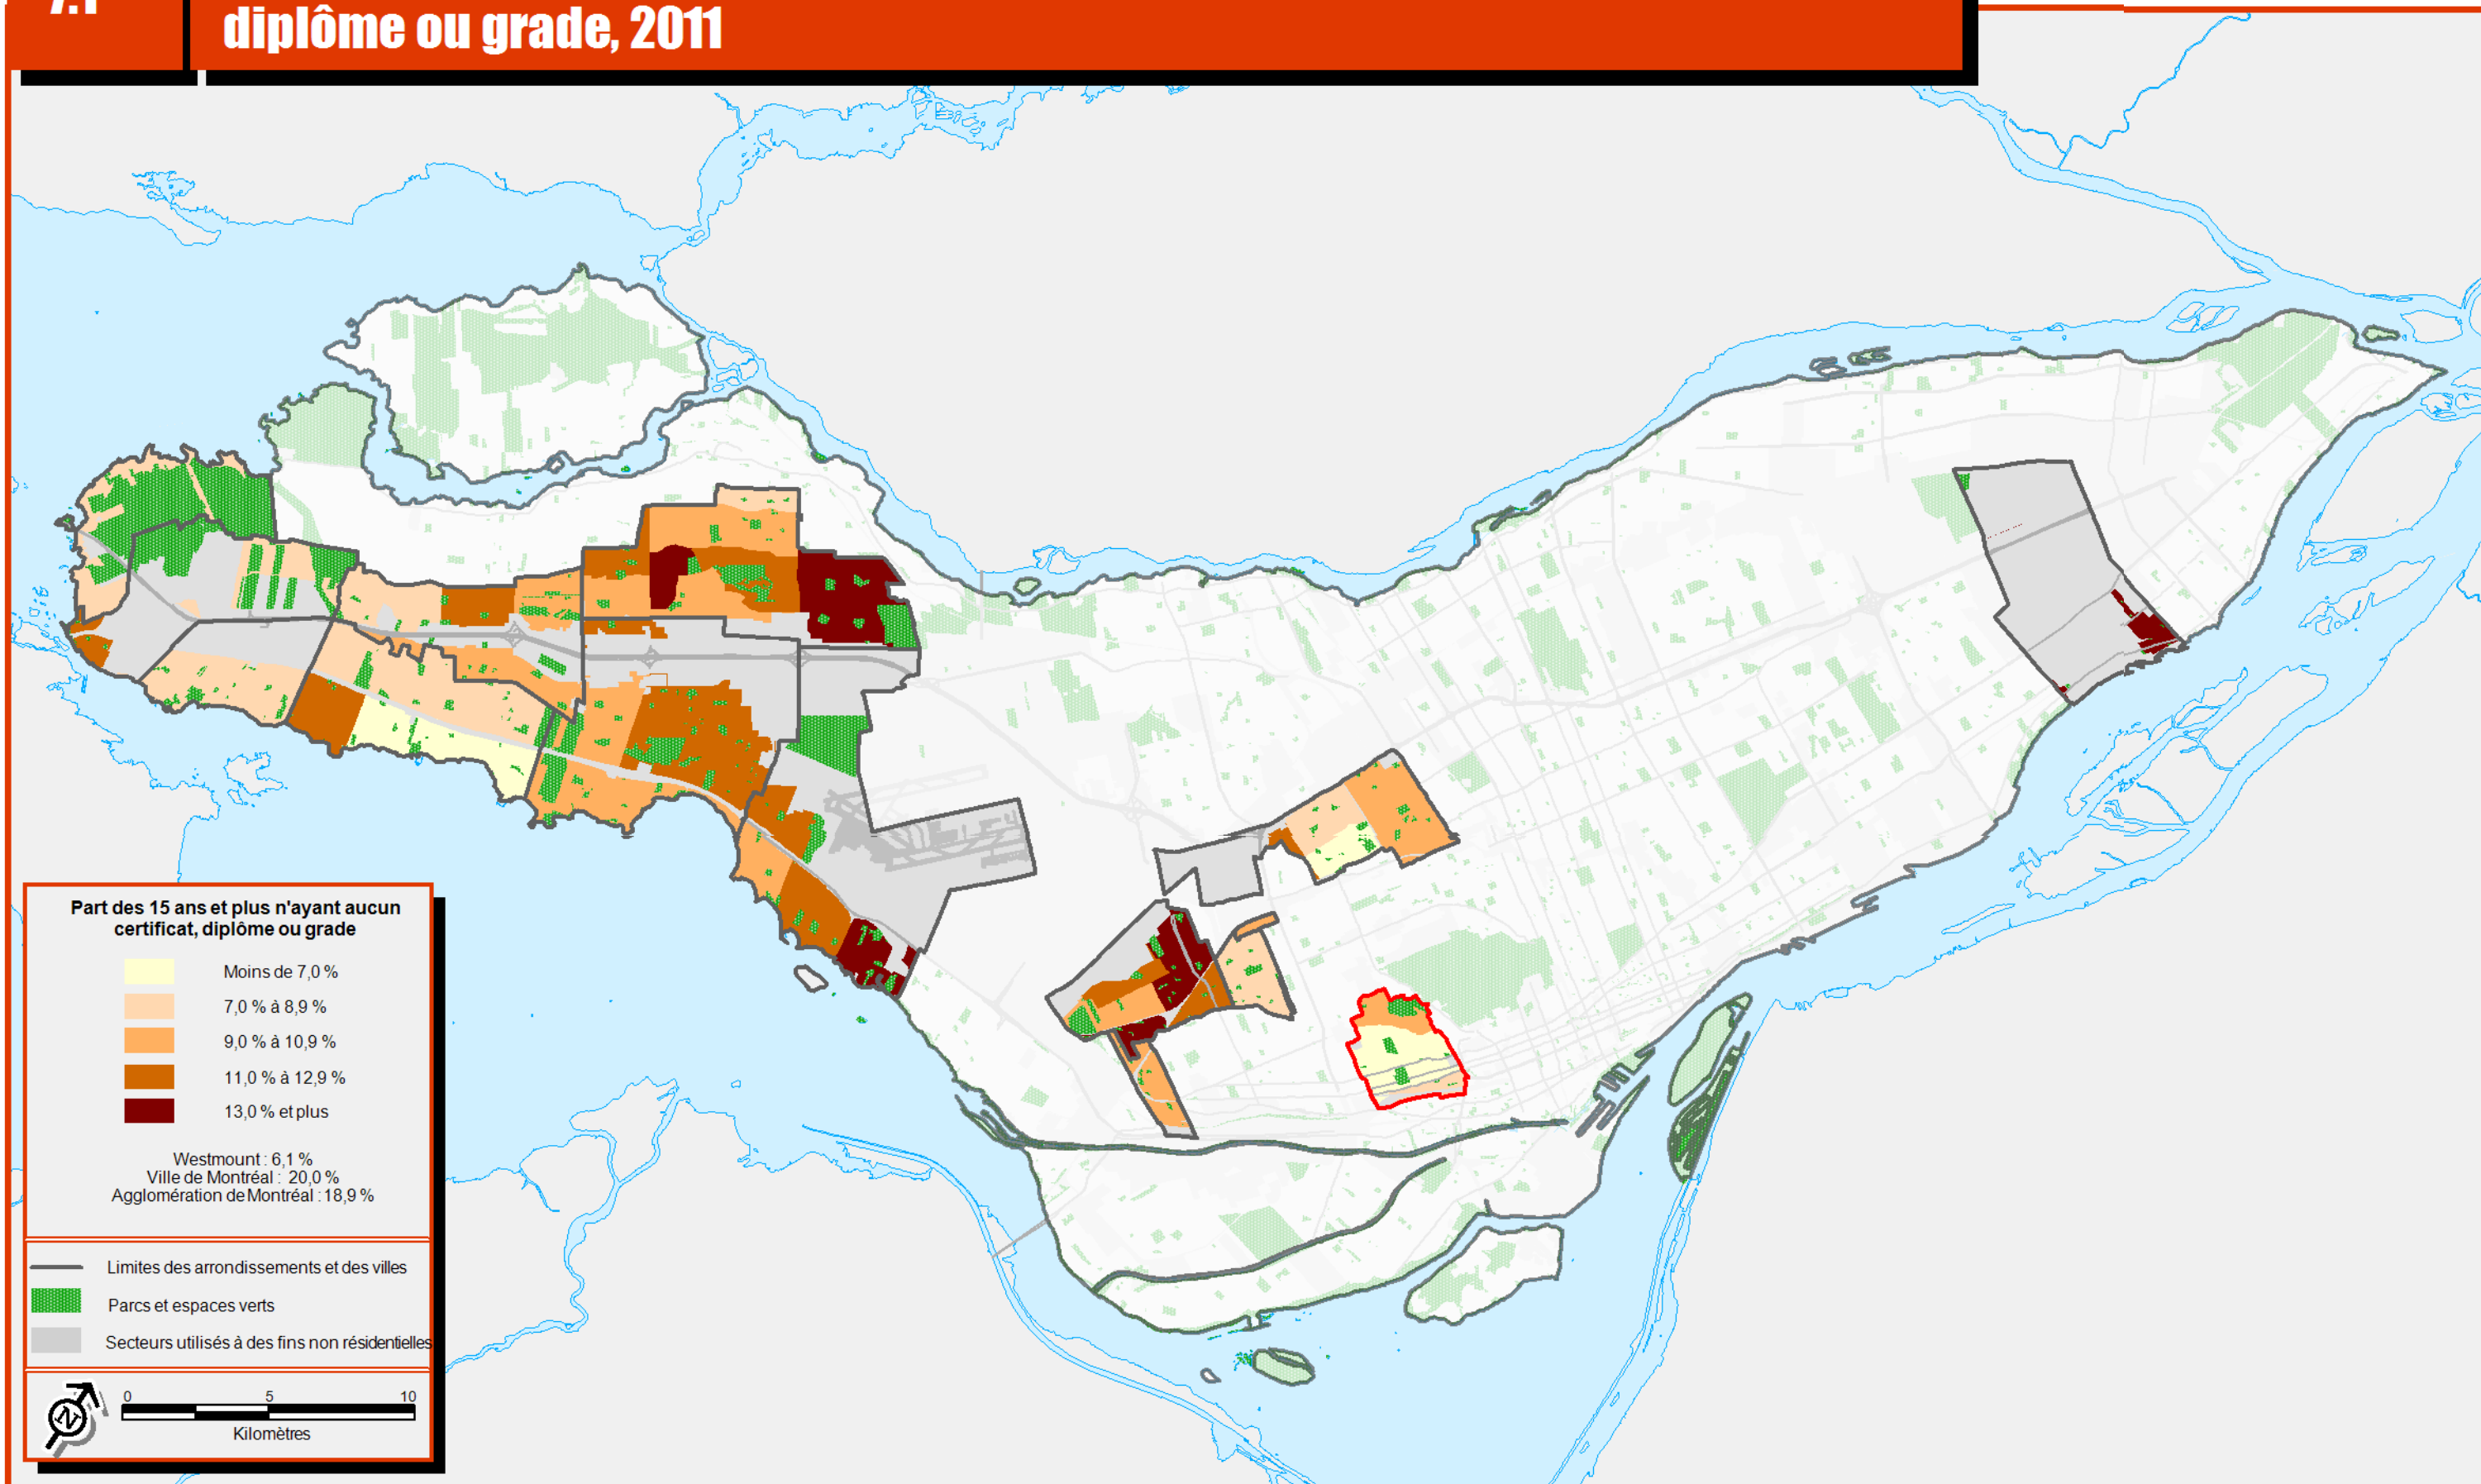 7.1
diplôme ou grade, 2011
Part des 15 ans et plus n'ayant aucun
certificat, diplôme ou grade
Moins de 7,0 %
7,0 % à 8,9 %
9,0 % à 10,9 %
11,0 % à 12,9 %
13,0 % et plus
Westmount : 6,1 %
Ville de Montréal : 20,0 %
Agglomération de Montréal : 18,9 %
Limites des arrondissements et des villes
Parcs et espaces verts
Secteurs utilisés à des fins non résidentielles
N
0 5 10
Kilomètres